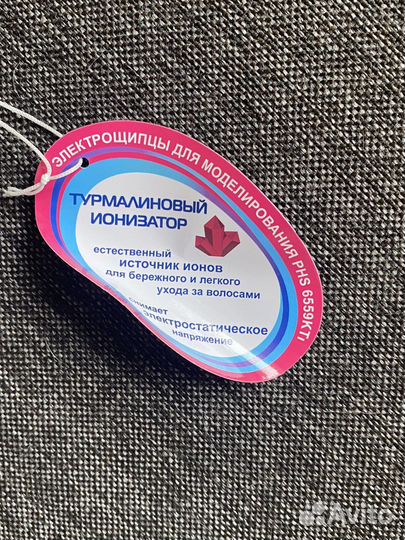 ЭЛЕКТРОЩИПЦЫ ДЛЯ МОДЕЛИРОВАНИЯ PHS 6559KTi
ТУРМАЛИНОВЫЙ
ИОНИЗАТОР
естественный
ИСТОЧНИК ИОНОВ
для бережного и легкого
ухода за волосами
снимает
электростатическое
напряжение
Avito